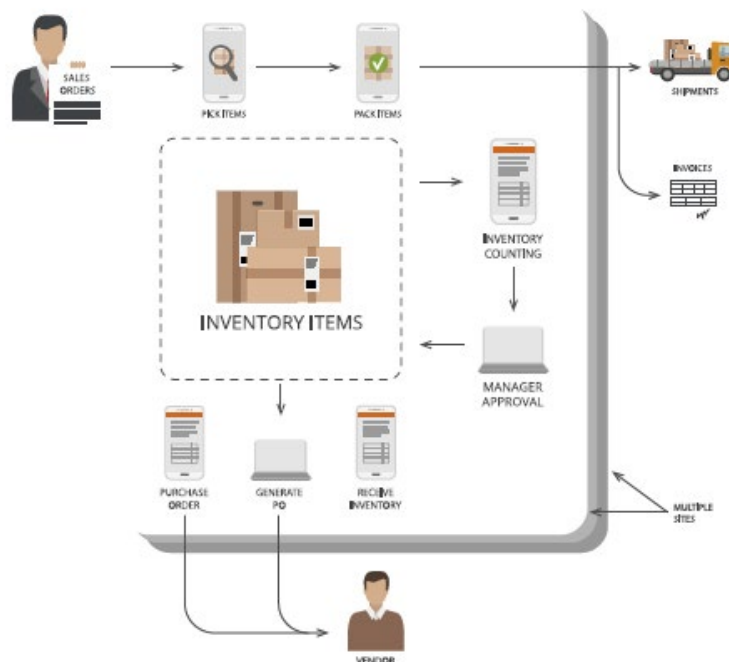 SALES
ORDERS
PICK ITEMS
PACK ITEMS
SHIPMENTS
INVOICES
INVENTORY
COUNTING
INVENTORY ITEMS
MANAGER
APPROVAL
PURCHASE
ORDER
GENERATE
PO
RECEIVE
INVENTORY
MULTIPLE
SITES
VENDOR